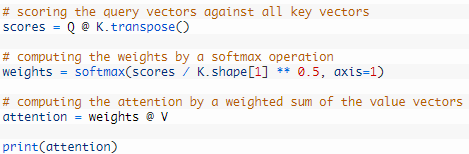 # scoring the query vectors against all key vectors
scores = Q @ K.transpose()
# computing the weights by a softmax operation
weights = softmax(scores / K.shape[1] ** 0.5, axis=1)
# computing the attention by a weighted sum of the value vectors
attention = weights @ V
print(attention)